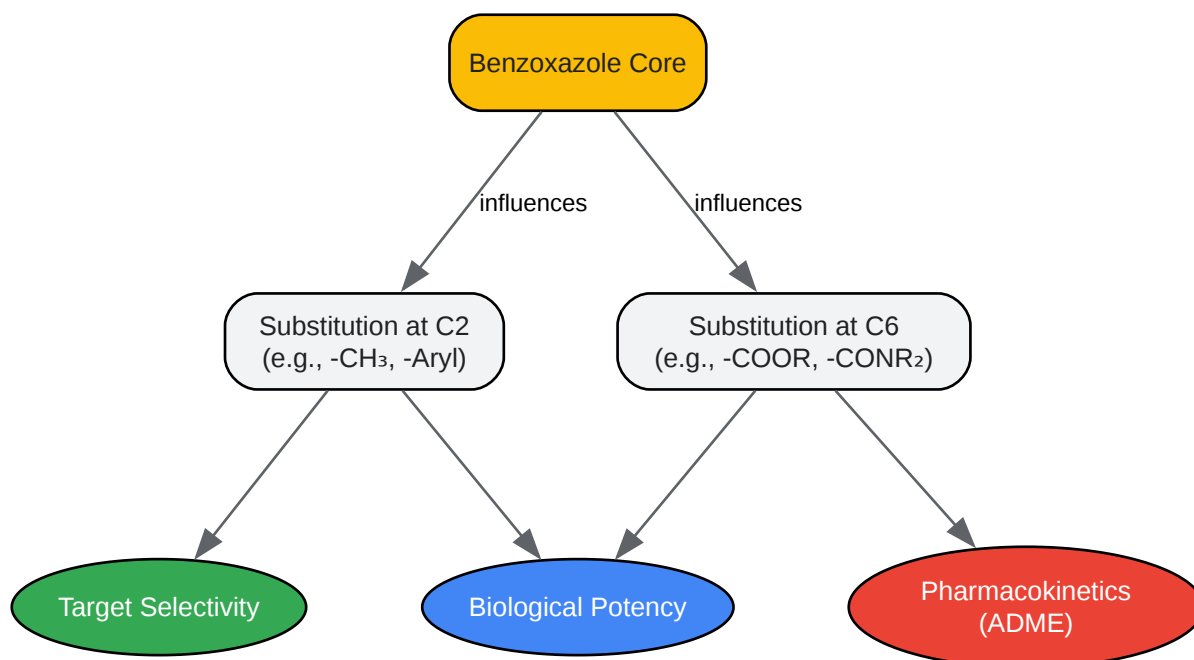 Benzoxazole Core
influences
influences
Substitution at C2
(e.g., -CH₃, -Aryl)
Substitution at C6
(e.g., -COOR, -CONR₂)
Target Selectivity
Biological Potency
Pharmacokinetics
(ADME)